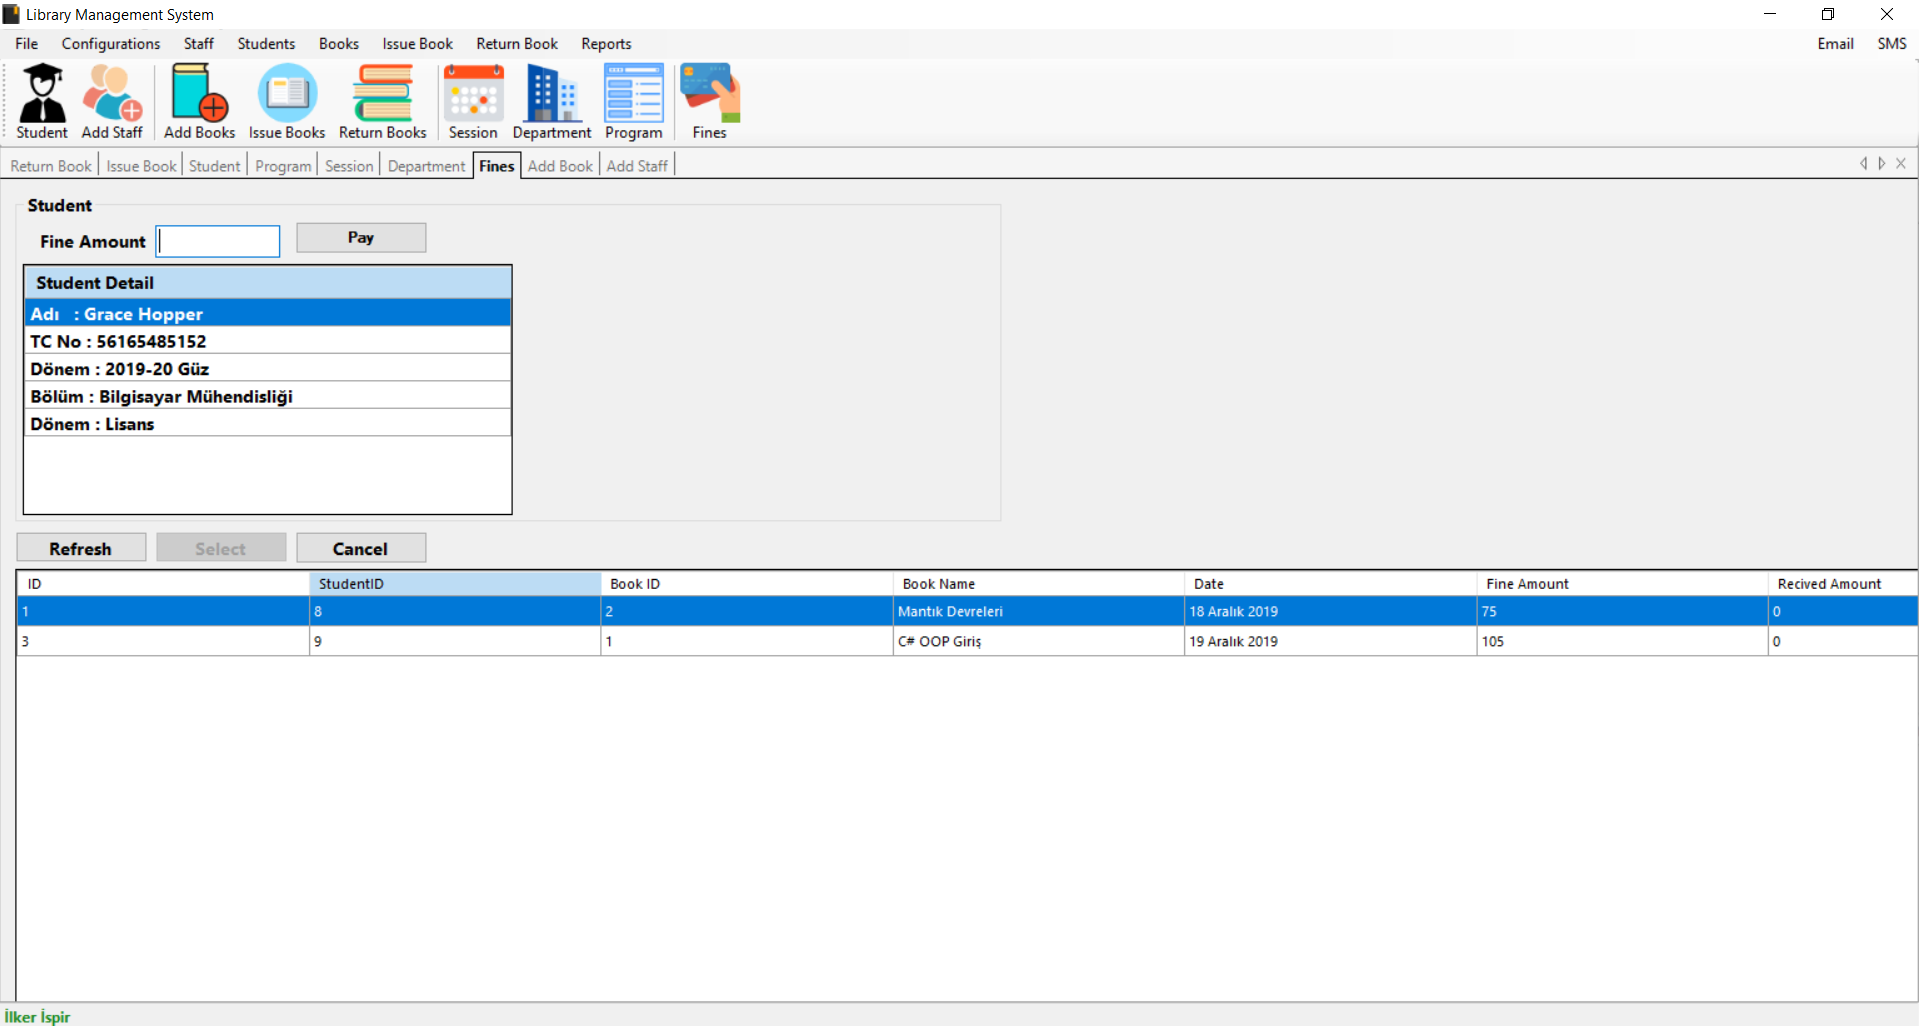 Library Management System
File Configurations Staff Students Books Issue Book Return Book Reports Email SMS
Student Add Staff Add Books Issue Books Return Books Session Department Program Fines
Return Book Issue Book Student Program Session Department Fines Add Book Add Staff
Student
Fine Amount Pay
Student Detail
Adı : Grace Hopper
TC No : 56165485152
Dönem : 2019-20 Güz
Bölüm : Bilgisayar Mühendisliği
Dönem : Lisans
Refresh Select Cancel
ID StudentID Book ID Book Name Date Fine Amount Recived Amount
1 8 2 Mantık Devreleri 18 Aralık 2019 75 0
3 9 1 C# OOP Giriş 19 Aralık 2019 105 0
İlker İspir